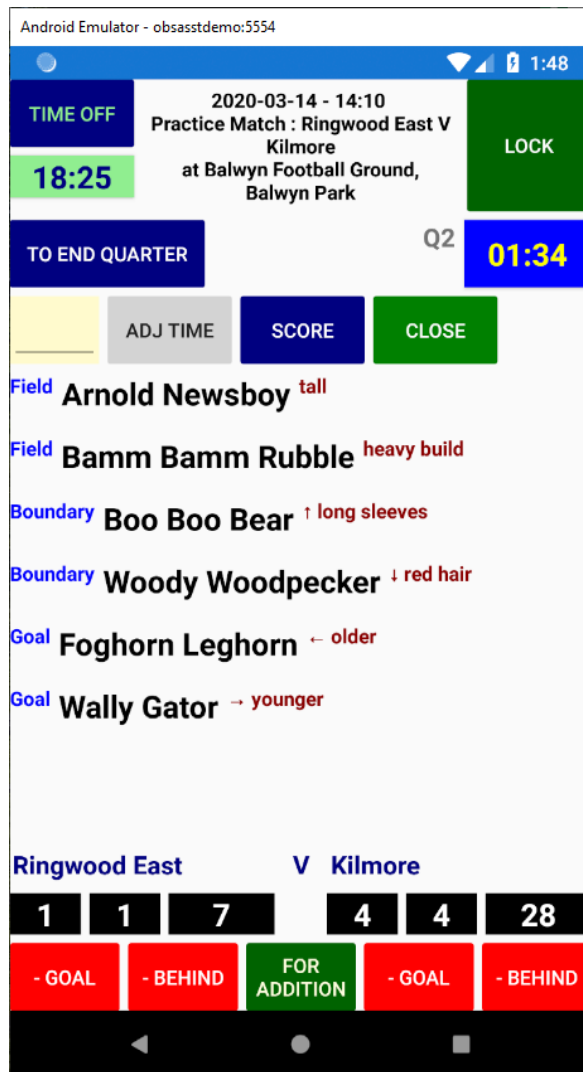 Android Emulator - obsasstdemo:5554
1:48
TIME OFF
2020-03-14 - 14:10
Practice Match : Ringwood East V
Kilmore
at Balwyn Football Ground,
Balwyn Park
LOCK
18:25
TO END QUARTER
Q2
01:34
ADJ TIME
SCORE
CLOSE
Field Arnold Newsboy tall
Field Bamm Bamm Rubble heavy build
Boundary Boo Boo Bear ↑ long sleeves
Boundary Woody Woodpecker ↓ red hair
Goal Foghorn Leghorn ← older
Goal Wally Gator → younger
Ringwood East V Kilmore
1 1 7 4 4 28
- GOAL
- BEHIND
FOR
ADDITION
- GOAL
- BEHIND